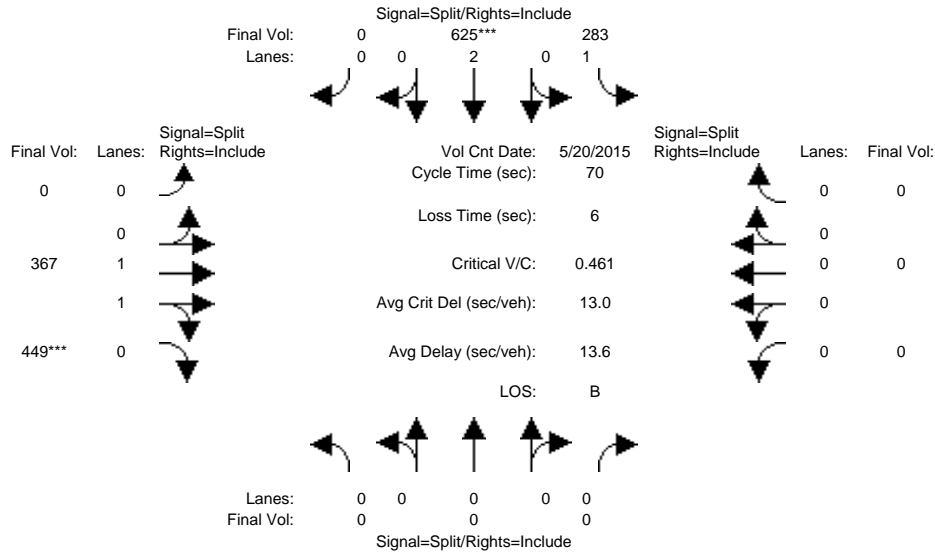 Signal=Split/Rights=Include
Final Vol: 0 625*** 283
Lanes: 0 0 2 0 1
Signal=Split
Final Vol: Lanes: Rights=Include
Vol Cnt Date: 5/20/2015
Signal=Split
Rights=Include Lanes: Final Vol:
Cycle Time (sec): 70
0 0
0 0
Loss Time (sec): 6
0
0
367 1
Critical V/C: 0.461
0 0
1
Avg Crit Del (sec/veh): 13.0
0
449*** 0
Avg Delay (sec/veh): 13.6
0 0
LOS: B
Lanes: 0 0 0 0 0
Final Vol: 0 0 0
Signal=Split/Rights=Include